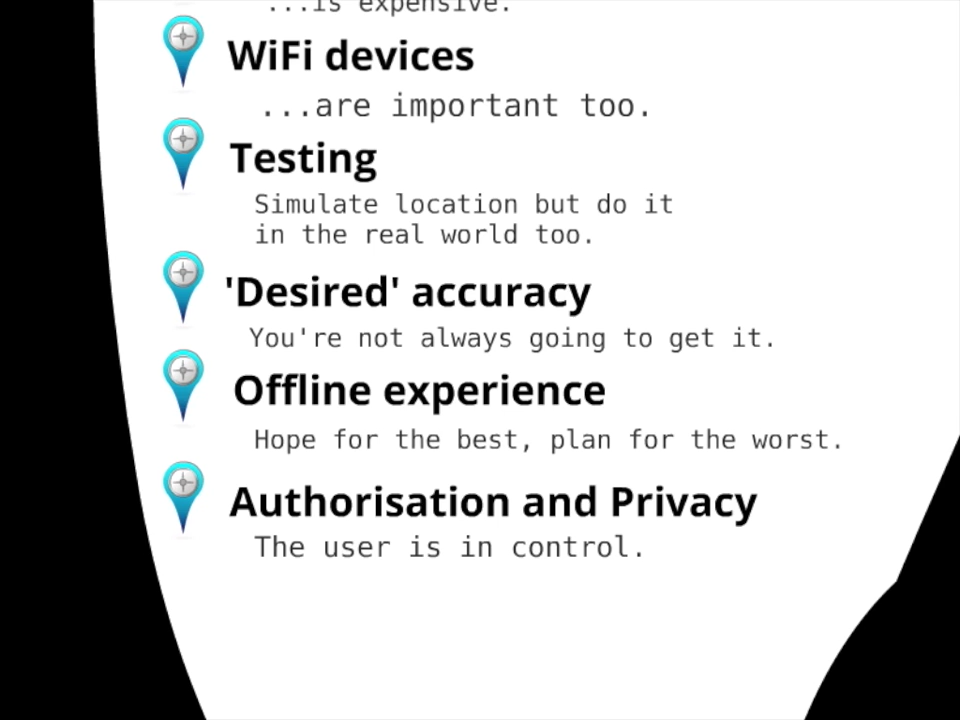 ...is expensive.
WiFi devices
...are important too.
Testing
Simulate location but do it
in the real world too.
'Desired' accuracy
You're not always going to get it.
Offline experience
Hope for the best, plan for the worst.
Authorisation and Privacy
The user is in control.